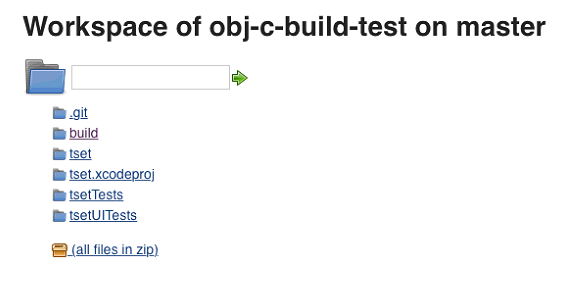 Workspace of obj-c-build-test on master
.git
build
tset
tset.xcodeproj
tsetTests
tsetUITests
(all files in zip)